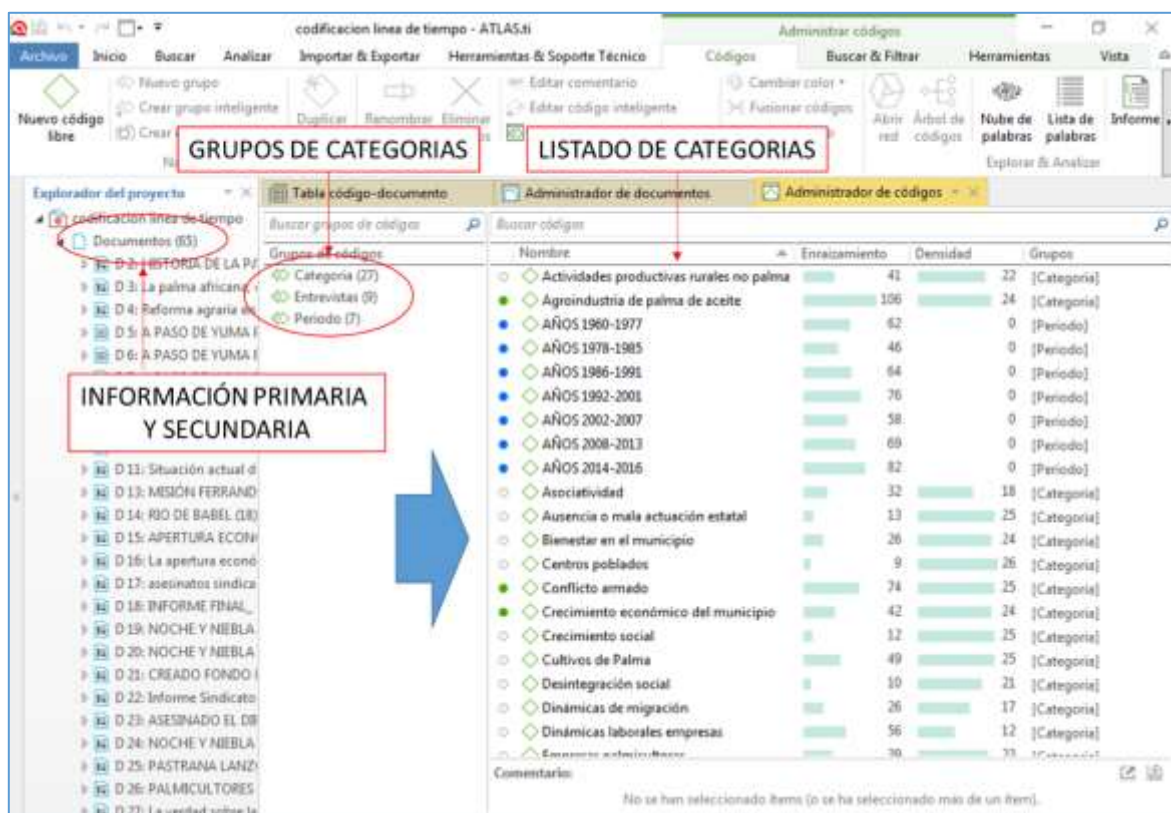 codificacion linea de tiempo - ATLAS.ti
Administrar códigos
Archivo Inicio Buscar Analizar Importar & Exportar Herramientas & Soporte Técnico Códigos Buscar & Filtrar Herramientas Vista
Nuevo código libre
Nuevo grupo
Crear grupo inteligente
Crear
Duplicar Renombrar Eliminar
Editar comentario
Editar código inteligente
Cambiar color
Fusionar códigos
Abrir red
Árbol de códigos
Nube de palabras
Lista de palabras
Informe
Explorar & Analizar
GRUPOS DE CATEGORIAS
LISTADO DE CATEGORIAS
Explorador del proyecto
Tabla código-documento
Administrador de documentos
Administrador de códigos
codificacion linea de tiempo
Documentos (65)
D 2: HISTORIA DE LA
D 3: La palma africana,
D 4: Reforma agraria
D 5: A PASO DE YUMA
D 6: A PASO DE YUMA
INFORMACIÓN PRIMARIA
Y SECUNDARIA
D 11: Situación actual d
D 13: MISIÓN FERRAND
D 14: RIO DE BABEL (18)
D 15: APERTURA ECON
D 16: La apertura econó
D 17: asesinatos sindica
D 18: INFORME FINAL_
D 19: NOCHE Y NIEBLA
D 20: NOCHE Y NIEBLA
D 21: CREADO FONDO
D 22: Informe Sindicato
D 23: ASESINADO EL
D 24: NOCHE Y NIEBLA
D 25: PASTRANA
D 26: PALMICULTORES
D 27: La verdad sobre
Buscar grupos de códigos
Grupos de códigos
Categoria (27)
Entrevistas (9)
Periodo (7)
Buscar códigos
Nombre Enraizamiento Densidad Grupos
Actividades productivas rurales no palma 41 22 [Categoria]
Agroindustria de palma de aceite 106 24 [Categoria]
AÑOS 1960-1977 62 0 [Periodo]
AÑOS 1978-1985 46 0 [Periodo]
AÑOS 1986-1991 64 0 [Periodo]
AÑOS 1992-2001 76 0 [Periodo]
AÑOS 2002-2007 58 0 [Periodo]
AÑOS 2008-2013 69 0 [Periodo]
AÑOS 2014-2016 82 0 [Periodo]
Asociatividad 32 18 [Categoria]
Ausencia o mala actuación estatal 13 25 [Categoria]
Bienestar en el municipio 26 24 [Categoria]
Centros poblados 9 26 [Categoria]
Conflicto armado 74 25 [Categoria]
Crecimiento económico del municipio 42 24 [Categoria]
Crecimiento social 12 25 [Categoria]
Cultivos de Palma 49 25 [Categoria]
Desintegración social 10 21 [Categoria]
Dinámicas de migración 26 17 [Categoria]
Dinámicas laborales empresas 56 12 [Categoria]
Empresas palmicultoras
Comentario:
No se han seleccionado ítems (o se ha seleccionado más de un ítem).